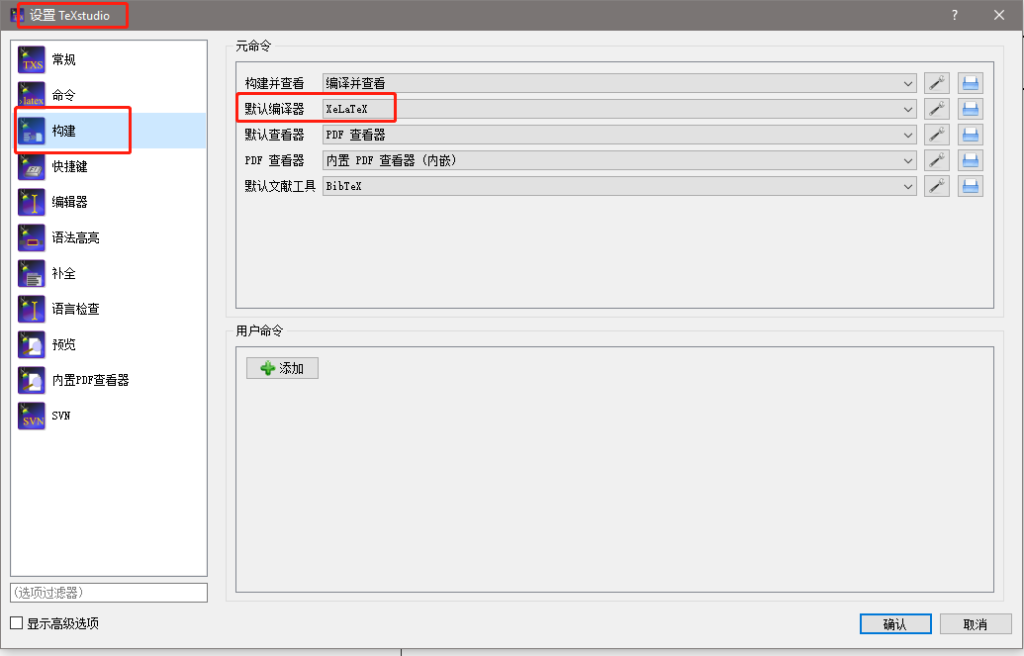 设置 TeXstudio
?
常规
命令
构建
快捷键
编辑器
语法高亮
补全
语言检查
预览
内置PDF查看器
SVN
(选项过滤器)
显示高级选项
元命令
构建并查看 编译并查看
默认编译器 XeLaTeX
默认查看器 PDF 查看器
PDF 查看器 内置 PDF 查看器 (内嵌)
默认文献工具 BibTeX
用户命令
添加
确认 取消